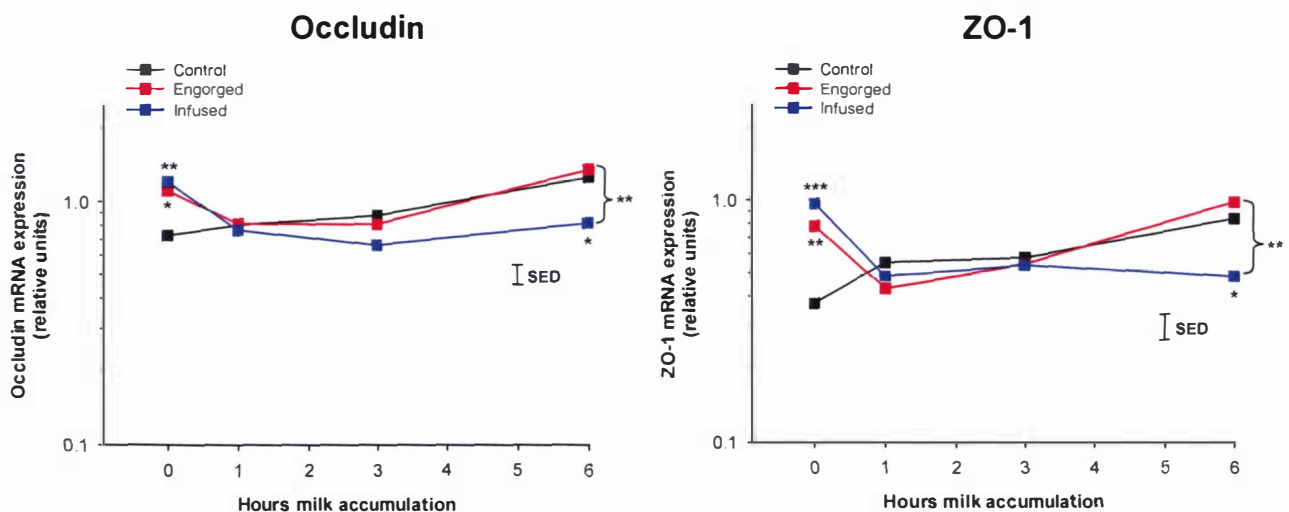 Occludin
Control
Engorged
Infused
Occludin mRNA expression
(relative units)
1.0
0.1
**
*
**
*
SED
0 1 2 3 4 5 6
Hours milk accumulation
ZO-1
Control
Engorged
Infused
ZO-1 mRNA expression
(relative units)
1.0
0.1
***
**
**
*
SED
0 1 2 3 4 5 6
Hours milk accumulation